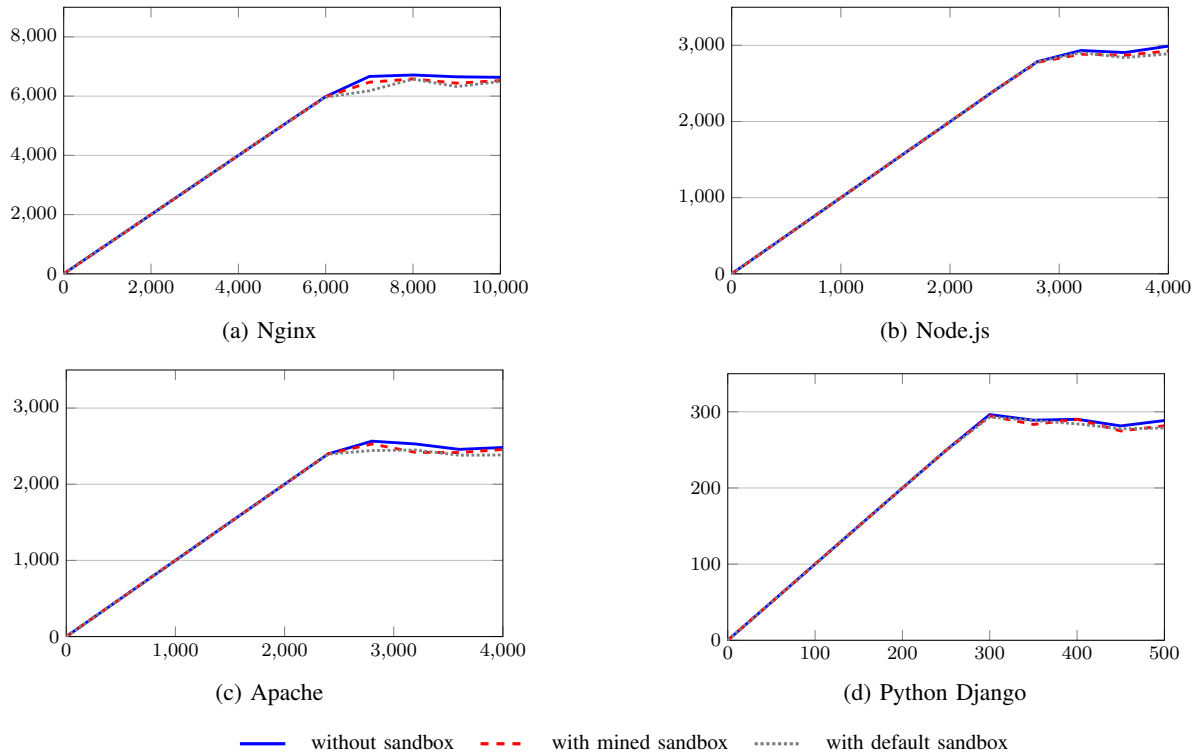 8,000
6,000
4,000
2,000
0
0 2,000 4,000 6,000 8,000 10,000
(a) Nginx
3,000
2,000
1,000
0
0 1,000 2,000 3,000 4,000
(b) Node.js
3,000
2,000
1,000
0
0 1,000 2,000 3,000 4,000
(c) Apache
300
200
100
0
0 100 200 300 400 500
(d) Python Django
without sandbox with mined sandbox with default sandbox